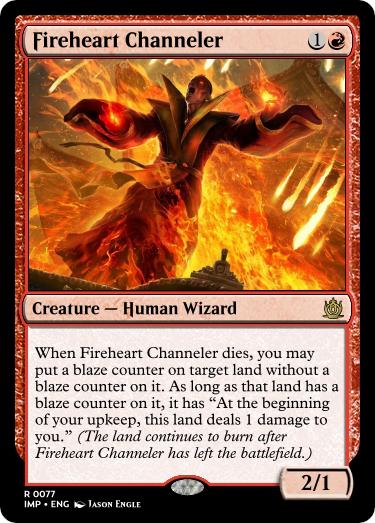 Fireheart Channeler 1
Creature — Human Wizard
When Fireheart Channeler dies, you may
put a blaze counter on target land without a
blaze counter on it. As long as that land has a
blaze counter on it, it has “At the beginning
of your upkeep, this land deals 1 damage to
you.” (The land continues to burn after
Fireheart Channeler has left the battlefield.)
2/1
R 0077
IMP • ENG Jason Engle